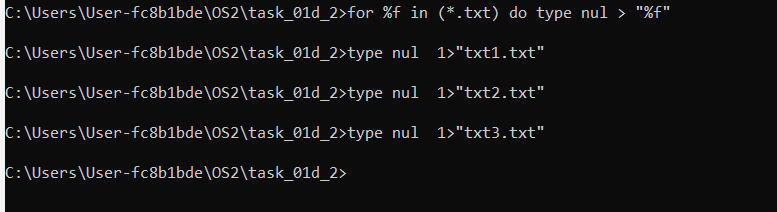 C:\Users\User-fc8b1bde\OS2\task_01d_2>for %f in (*.txt) do type nul > "%f"
C:\Users\User-fc8b1bde\OS2\task_01d_2>type nul  1>"txt1.txt"
C:\Users\User-fc8b1bde\OS2\task_01d_2>type nul  1>"txt2.txt"
C:\Users\User-fc8b1bde\OS2\task_01d_2>type nul  1>"txt3.txt"
C:\Users\User-fc8b1bde\OS2\task_01d_2>